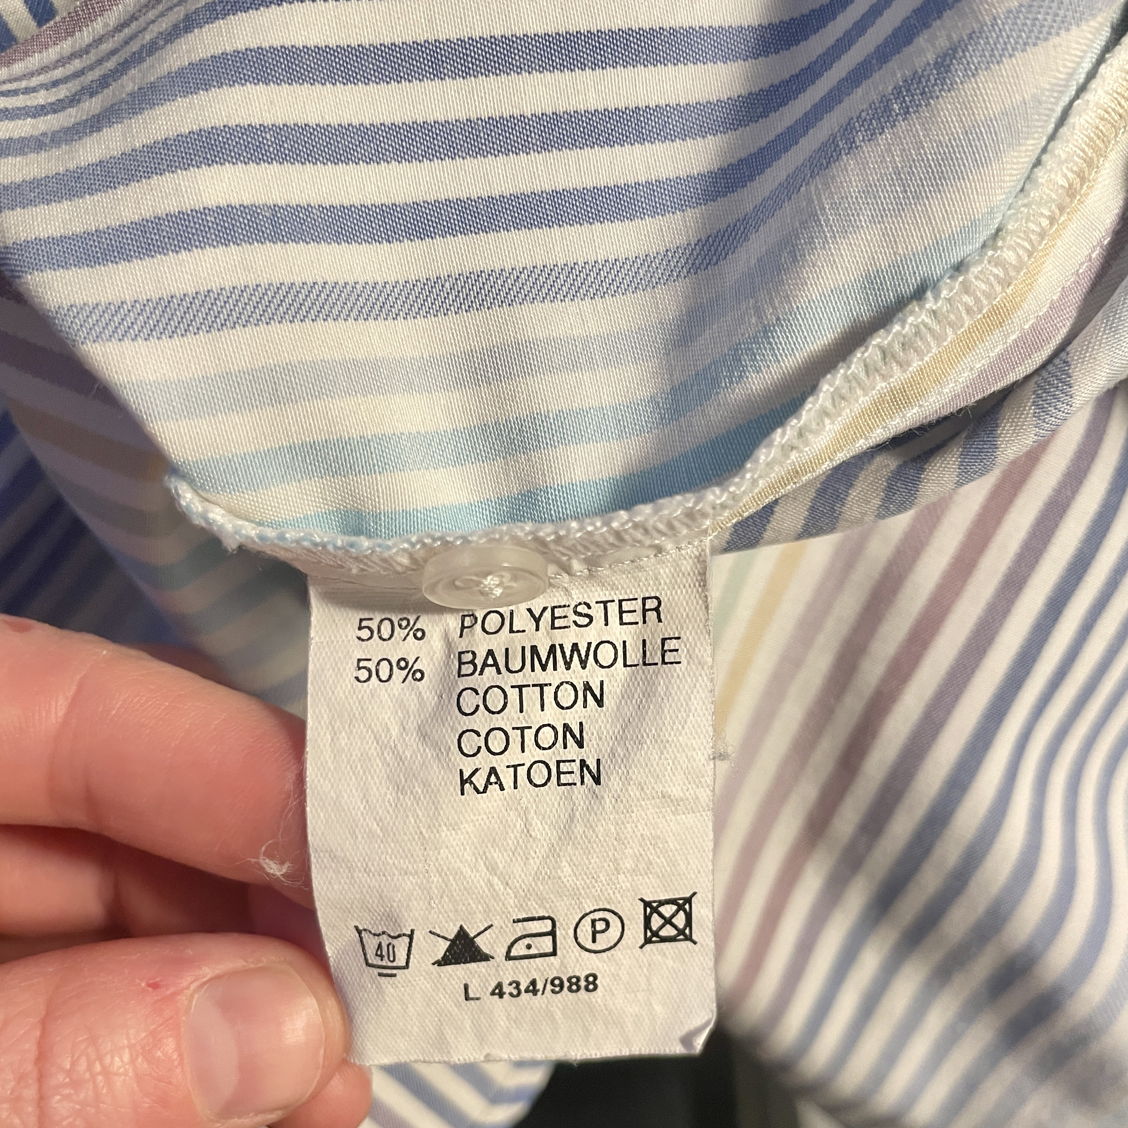 50% POLYESTER
50% BAUMWOLLE
COTTON
COTON
KATOEN
40 P
L 434/988